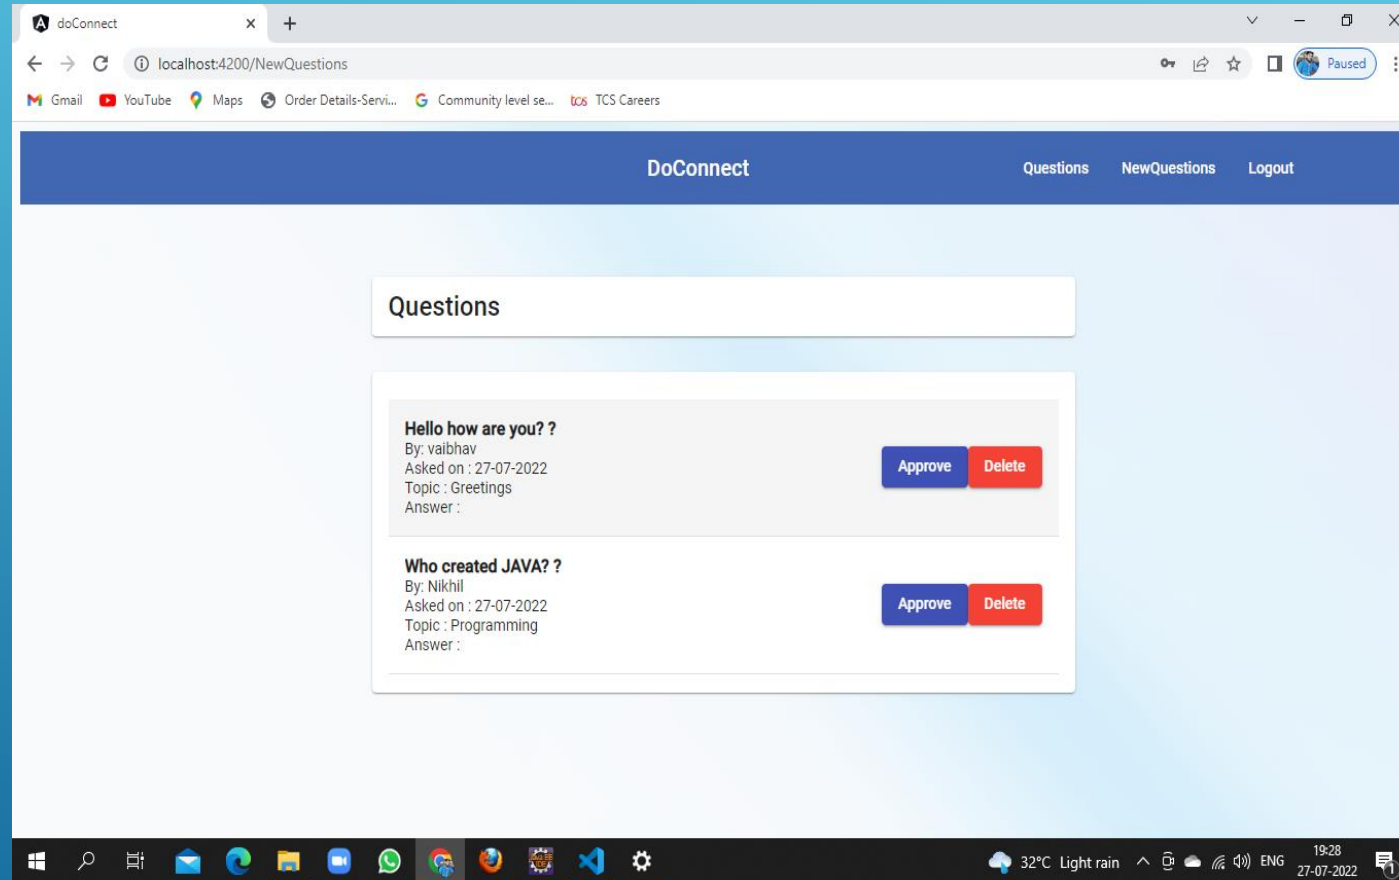 doConnect
localhost:4200/NewQuestions
Paused
Gmail YouTube Maps Order Details-Servi... Community level se... tcs TCS Careers
DoConnect Questions NewQuestions Logout
Questions
Hello how are you? ?
By: vaibhav
Asked on : 27-07-2022
Topic : Greetings
Answer :
Approve Delete
Who created JAVA? ?
By: Nikhil
Asked on : 27-07-2022
Topic : Programming
Answer :
Approve Delete
32°C Light rain ENG 19:28
27-07-2022 1